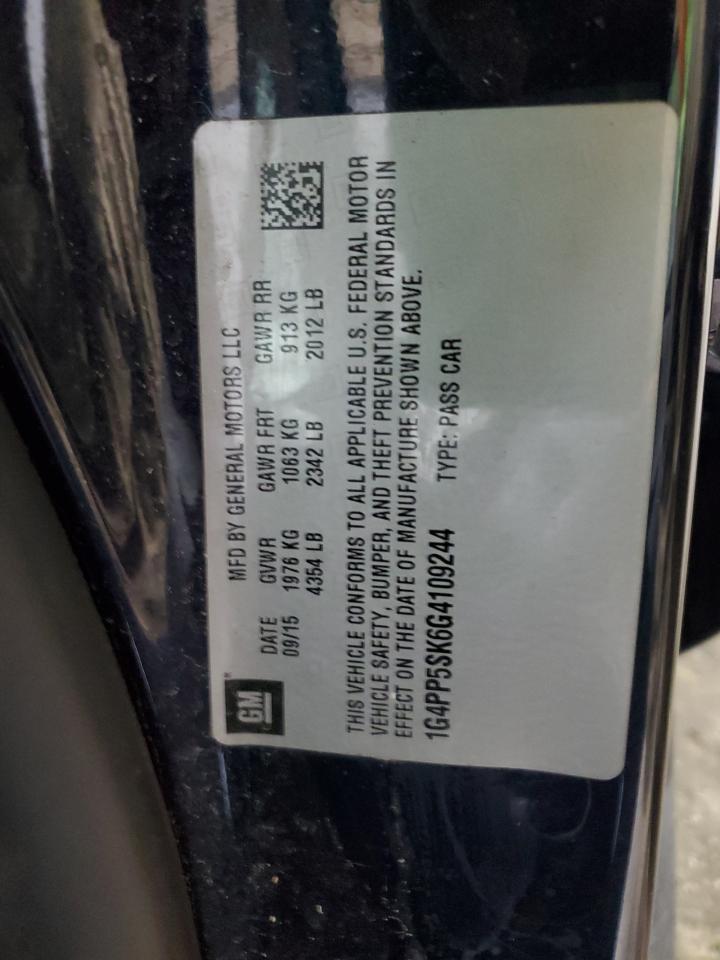 GM
MFD BY GENERAL MOTORS LLC
DATE GVWR GAWR FRT GAWR RR
09/15 1976 KG 1063 KG 913 KG
4354 LB 2342 LB 2012 LB
THIS VEHICLE CONFORMS TO ALL APPLICABLE U.S. FEDERAL MOTOR
VEHICLE SAFETY, BUMPER, AND THEFT PREVENTION STANDARDS IN
EFFECT ON THE DATE OF MANUFACTURE SHOWN ABOVE.
1G4PP5SK6G4109244 TYPE: PASS CAR